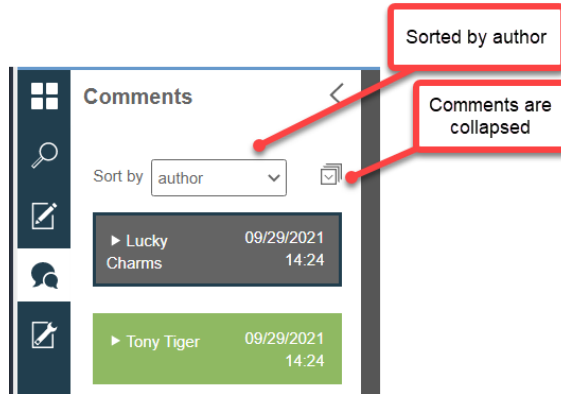 Sorted by author
Comments
Comments are
collapsed
Sort by author
Lucky
Charms
09/29/2021
14:24
Tony Tiger
09/29/2021
14:24